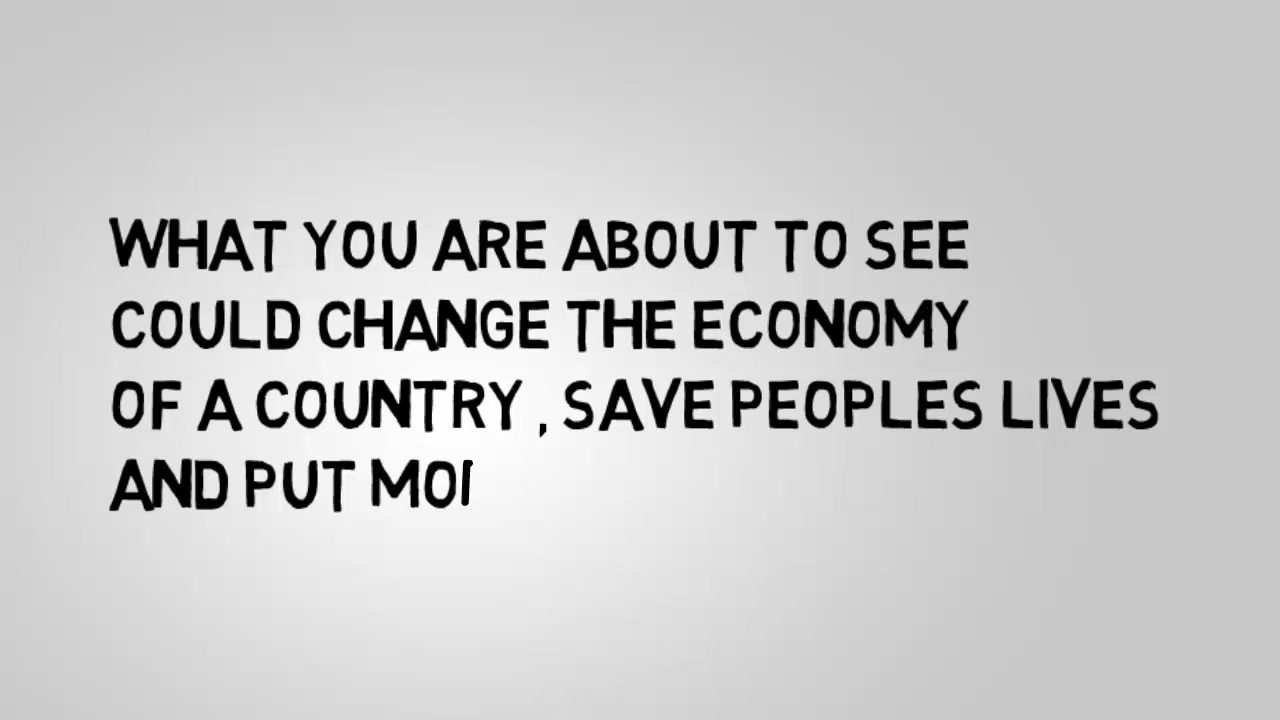 WHAT YOU ARE ABOUT TO SEE
COULD CHANGE THE ECONOMY
OF A COUNTRY , SAVE PEOPLES LIVES
AND PUT